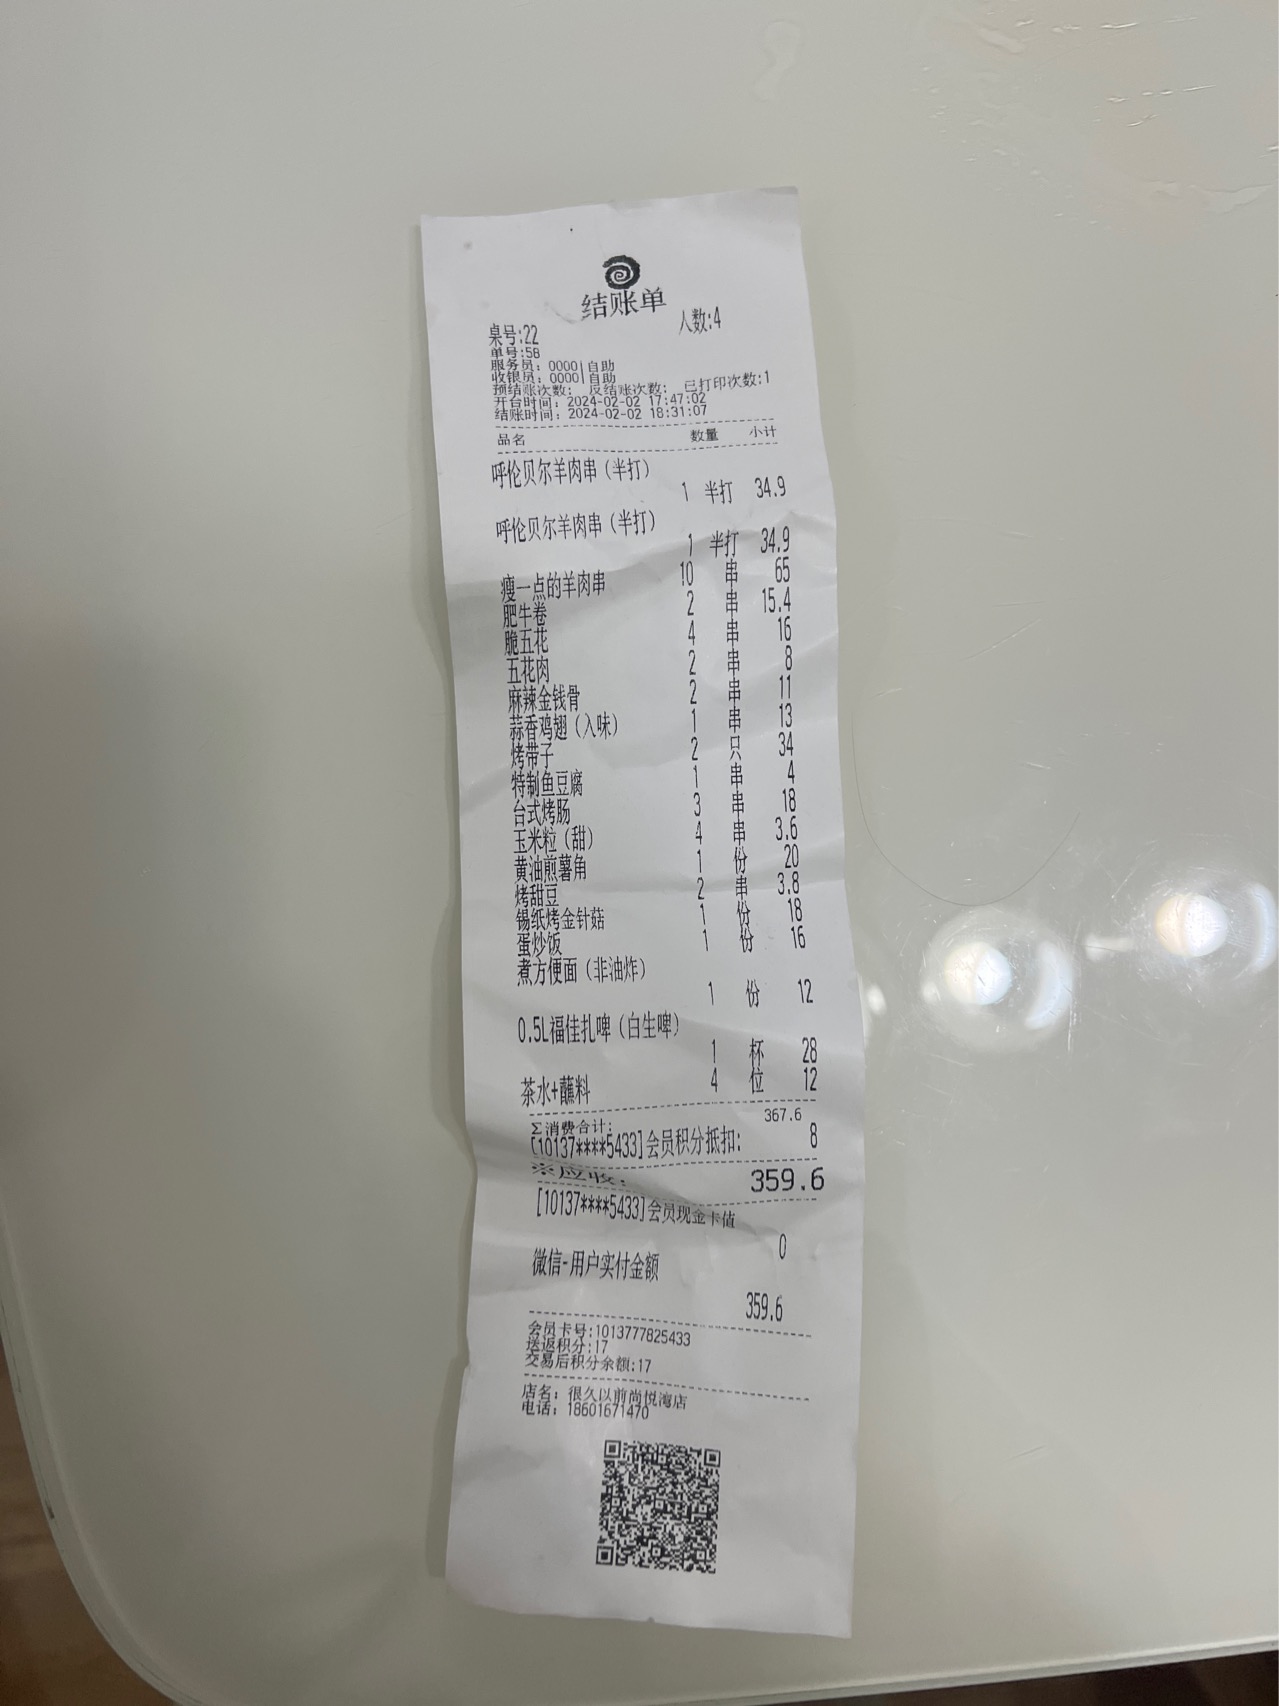 结账单
桌号:22 人数:4
单号:58
服务员: 0000|自助
收银员: 0000|自助
预结账次数: 反结账次数: 已打印次数:1
开台时间: 2024-02-02 17:47:02
结账时间: 2024-02-02 18:31:07
品名 数量 小计
呼伦贝尔羊肉串(半打)
1 半打 34.9
呼伦贝尔羊肉串(半打)
1 半打 34.9
瘦一点的羊肉串 10 串 65
肥牛卷 2 串 15.4
脆五花 4 串 16
五花肉 2 串 8
麻辣金钱骨 2 串 11
蒜香鸡翅(入味) 1 串 13
烤带子 2 只 34
特制鱼豆腐 1 串 4
台式烤肠 3 串 18
玉米粒(甜) 4 串 3.6
黄油煎薯角 1 份 20
烤甜豆 2 串 3.8
锡纸烤金针菇 1 份 18
蛋炒饭 1 份 16
煮方便面(非油炸)
1 份 12
0.5L福佳扎啤(白生啤)
1 杯 28
茶水+蘸料 4 位 12
Σ消费合计: 367.6
[10137****5433]会员积分抵扣: 8
※应收: 359.6
[10137****5433]会员现金卡值
0
微信-用户实付金额
359.6
会员卡号:1013777825433
送返积分:17
交易后积分余额:17
店名: 很久以前尚悦湾店
电话: 18601671470